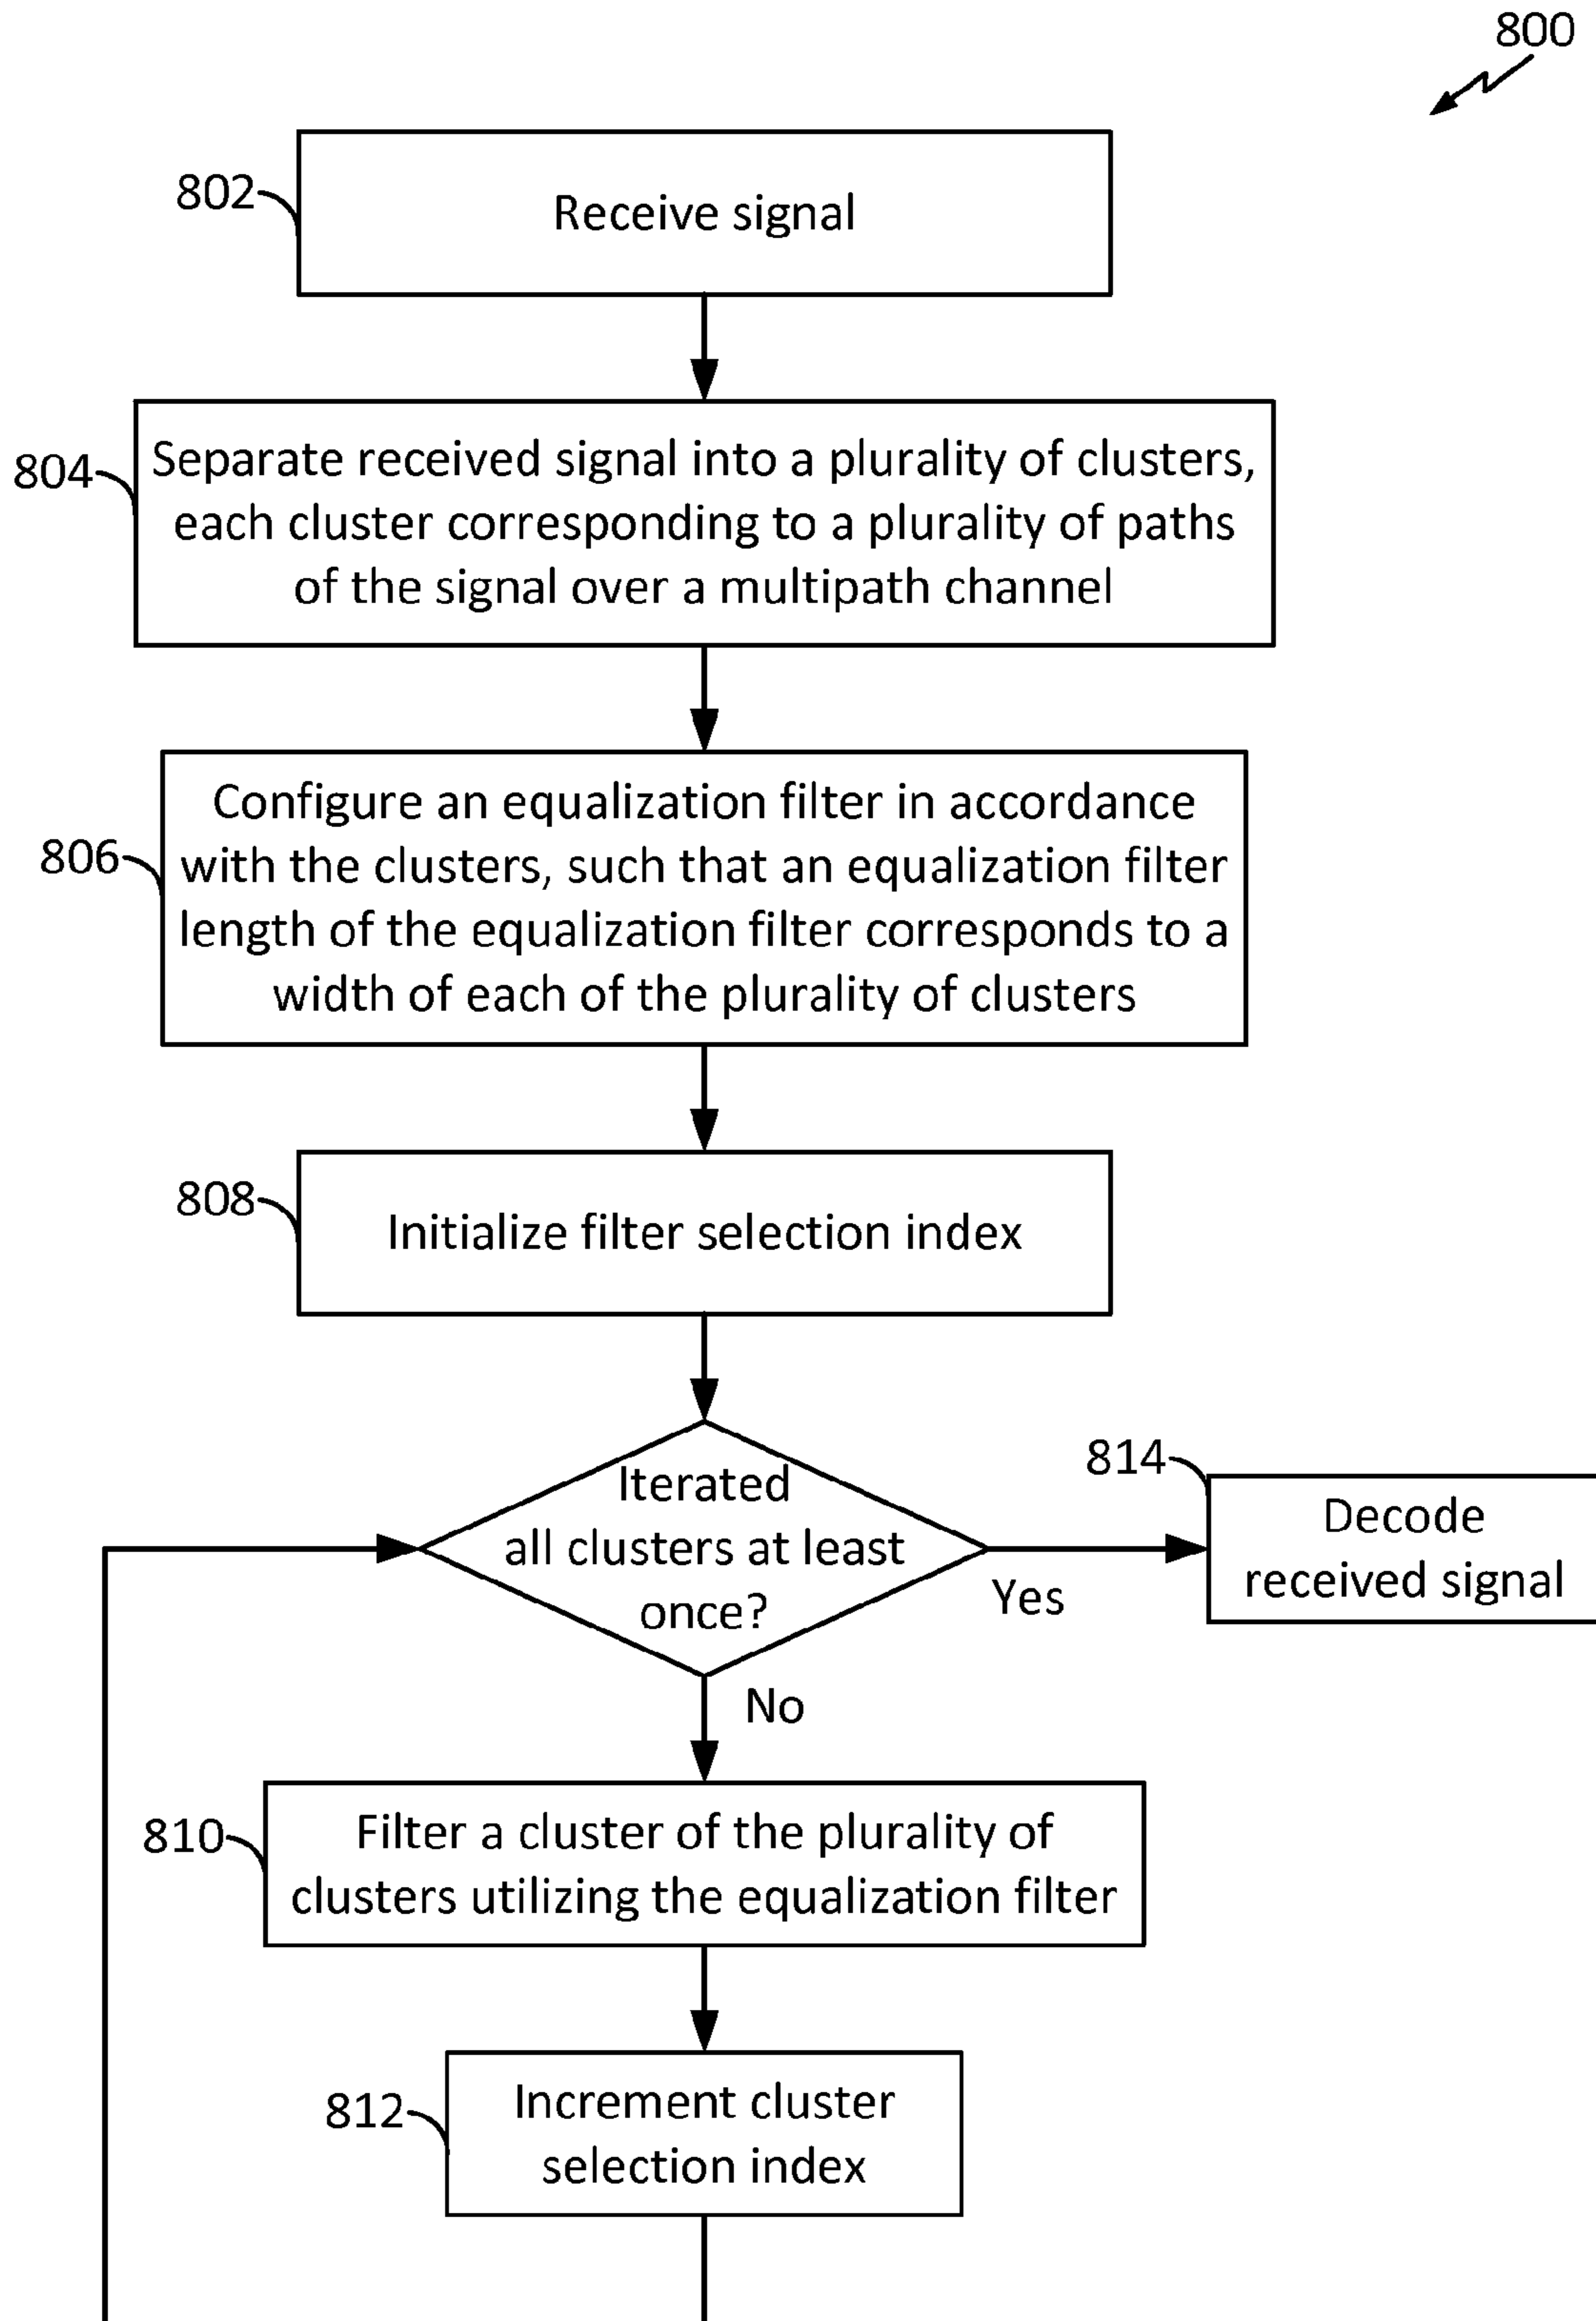 800
802
Receive signal
804
Separate received signal into a plurality of clusters,
each cluster corresponding to a plurality of paths
of the signal over a multipath channel
806
Configure an equalization filter in accordance
with the clusters, such that an equalization filter
length of the equalization filter corresponds to a
width of each of the plurality of clusters
808
Initialize filter selection index
Iterated
all clusters at least
once?
Yes
814
Decode
received signal
No
810
Filter a cluster of the plurality of
clusters utilizing the equalization filter
812
Increment cluster
selection index